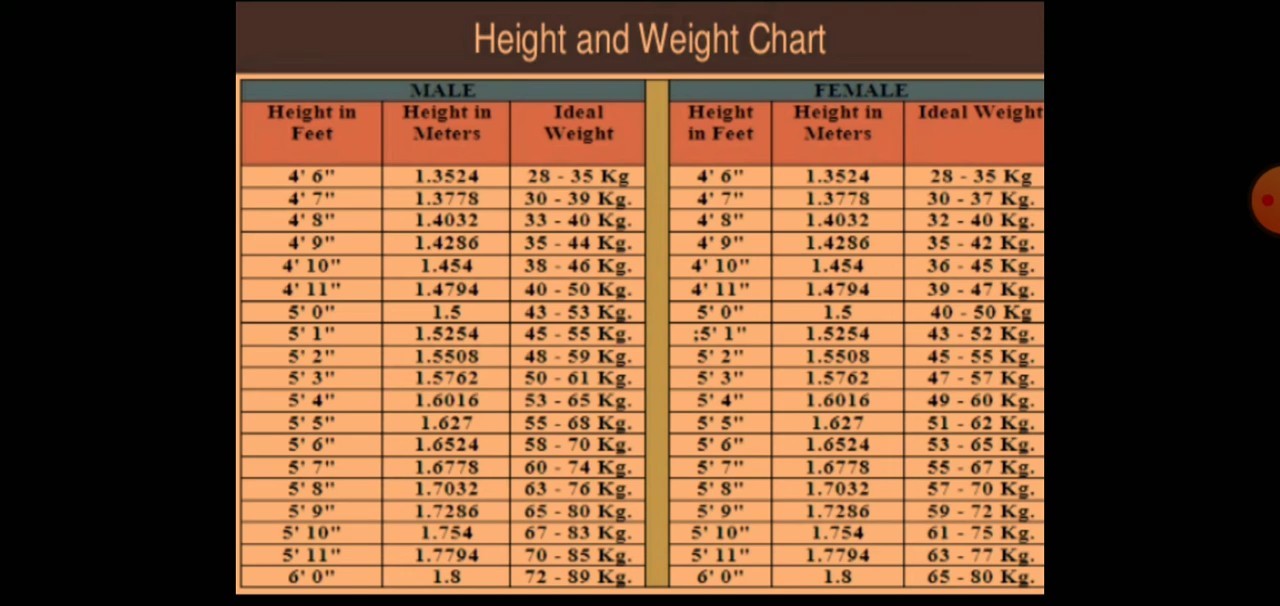 Height and Weight Chart
MALE FEMALE
Height in Feet Height in Meters Ideal Weight Height in Feet Height in Meters Ideal Weight
4' 6" 1.3524 28 - 35 Kg 4' 6" 1.3524 28 - 35 Kg
4' 7" 1.3778 30 - 39 Kg. 4' 7" 1.3778 30 - 37 Kg.
4' 8" 1.4032 33 - 40 Kg. 4' 8" 1.4032 32 - 40 Kg.
4' 9" 1.4286 35 - 44 Kg. 4' 9" 1.4286 35 - 42 Kg.
4' 10" 1.454 38 - 46 Kg. 4' 10" 1.454 36 - 45 Kg.
4' 11" 1.4794 40 - 50 Kg. 4' 11" 1.4794 39 - 47 Kg.
5' 0" 1.5 43 - 53 Kg. 5' 0" 1.5 40 - 50 Kg
5' 1" 1.5254 45 - 55 Kg. ;5' 1" 1.5254 43 - 52 Kg.
5' 2" 1.5508 48 - 59 Kg. 5' 2" 1.5508 45 - 55 Kg.
5' 3" 1.5762 50 - 61 Kg. 5' 3" 1.5762 47 - 57 Kg.
5' 4" 1.6016 53 - 65 Kg. 5' 4" 1.6016 49 - 60 Kg.
5' 5" 1.627 55 - 68 Kg. 5' 5" 1.627 51 - 62 Kg.
5' 6" 1.6524 58 - 70 Kg. 5' 6" 1.6524 53 - 65 Kg.
5' 7" 1.6778 60 - 74 Kg. 5' 7" 1.6778 55 - 67 Kg.
5' 8" 1.7032 63 - 76 Kg. 5' 8" 1.7032 57 - 70 Kg.
5' 9" 1.7286 65 - 80 Kg. 5' 9" 1.7286 59 - 72 Kg.
5' 10" 1.754 67 - 83 Kg. 5' 10" 1.754 61 - 75 Kg.
5' 11" 1.7794 70 - 85 Kg. 5' 11" 1.7794 63 - 77 Kg.
6' 0" 1.8 72 - 89 Kg. 6' 0" 1.8 65 - 80 Kg.